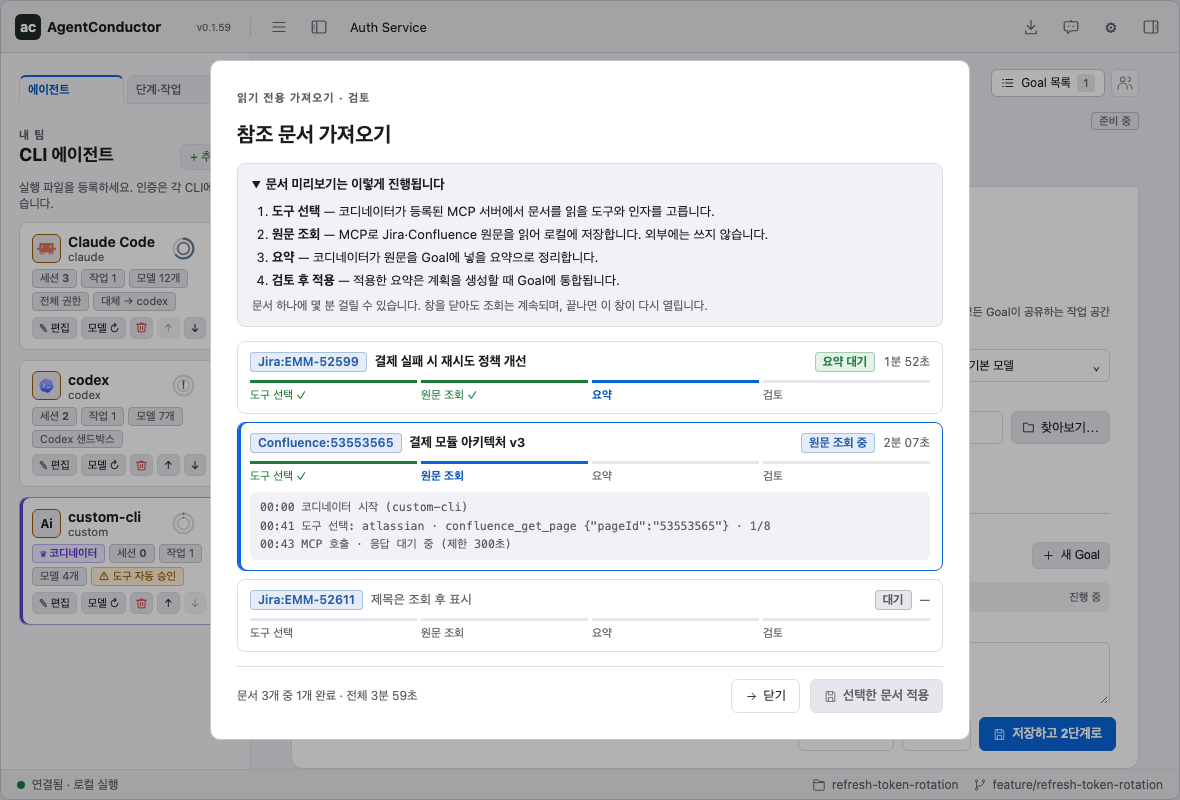 ac AgentConductor v0.1.59 Auth Service
에이전트 단계·작업
Goal 목록 1
준비 중
내 팀
CLI 에이전트
+ 추
실행 파일을 등록하세요. 인증은 각 CLI에
습니다.
Claude Code
claude
세션 3 작업 1 모델 12개
전체 권한 대체 → codex
편집 모델
codex
codex
세션 2 작업 1 모델 7개
Codex 샌드박스
편집 모델
Ai custom-cli
custom
코디네이터 세션 0 작업 1
모델 4개 도구 자동 승인
편집 모델
읽기 전용 가져오기 · 검토
참조 문서 가져오기
▼ 문서 미리보기는 이렇게 진행됩니다
1. 도구 선택 — 코디네이터가 등록된 MCP 서버에서 문서를 읽을 도구와 인자를 고릅니다.
2. 원문 조회 — MCP로 Jira·Confluence 원문을 읽어 로컬에 저장합니다. 외부에는 쓰지 않습니다.
3. 요약 — 코디네이터가 원문을 Goal에 넣을 요약으로 정리합니다.
4. 검토 후 적용 — 적용한 요약은 계획을 생성할 때 Goal에 통합됩니다.
문서 하나에 몇 분 걸릴 수 있습니다. 창을 닫아도 조회는 계속되며, 끝나면 이 창이 다시 열립니다.
Jira:EMM-52599 결제 실패 시 재시도 정책 개선 요약 대기 1분 52초
도구 선택 ✓ 원문 조회 ✓ 요약 검토
Confluence:53553565 결제 모듈 아키텍처 v3 원문 조회 중 2분 07초
도구 선택 ✓ 원문 조회 요약 검토
00:00 코디네이터 시작 (custom-cli)
00:41 도구 선택: atlassian · confluence_get_page {"pageId":"53553565"} · 1/8
00:43 MCP 호출 · 응답 대기 중 (제한 300초)
Jira:EMM-52611 제목은 조회 후 표시 대기 —
도구 선택 원문 조회 요약 검토
문서 3개 중 1개 완료 · 전체 3분 59초
→ 닫기 선택한 문서 적용
Goal이 공유하는 작업 공간
기본 모델
찾아보기...
+ 새 Goal
진행 중
저장하고 2단계로
연결됨 · 로컬 실행
refresh-token-rotation feature/refresh-token-rotation